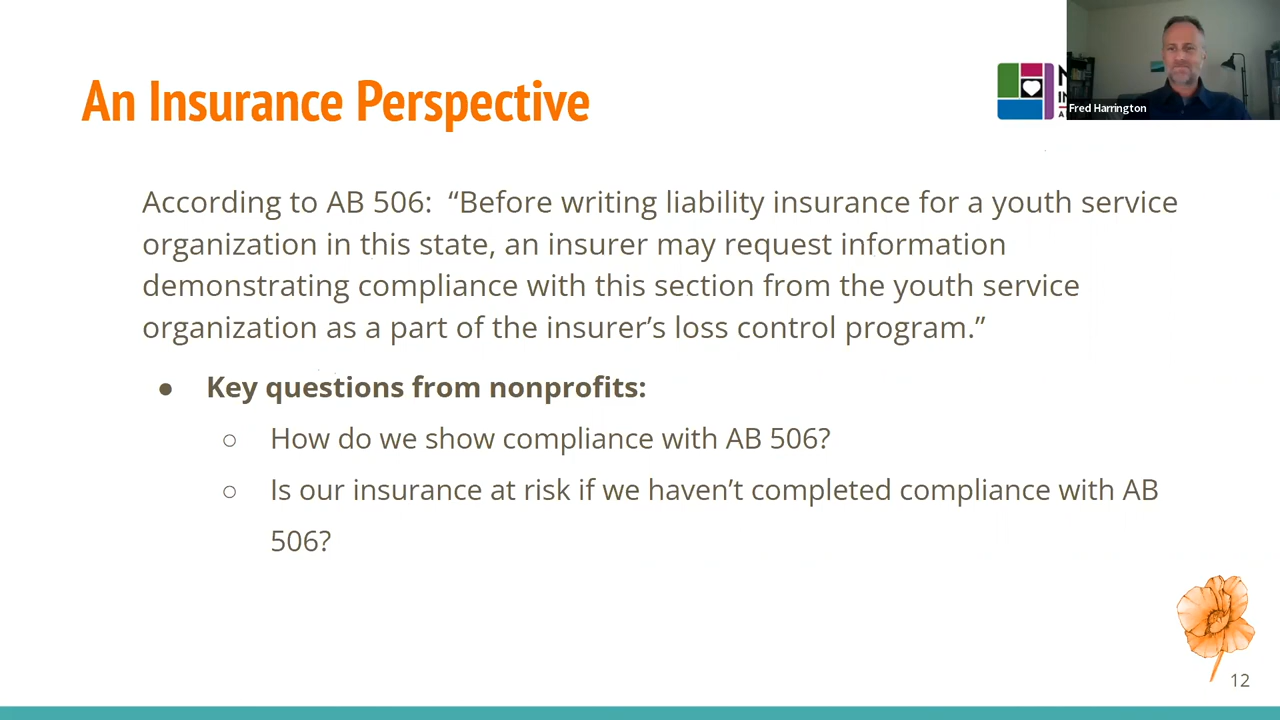 An Insurance Perspective
Fred Harrington
According to AB 506:  “Before writing liability insurance for a youth service
organization in this state, an insurer may request information
demonstrating compliance with this section from the youth service
organization as a part of the insurer’s loss control program.”
● Key questions from nonprofits:
○ How do we show compliance with AB 506?
○ Is our insurance at risk if we haven’t completed compliance with AB
506?
12